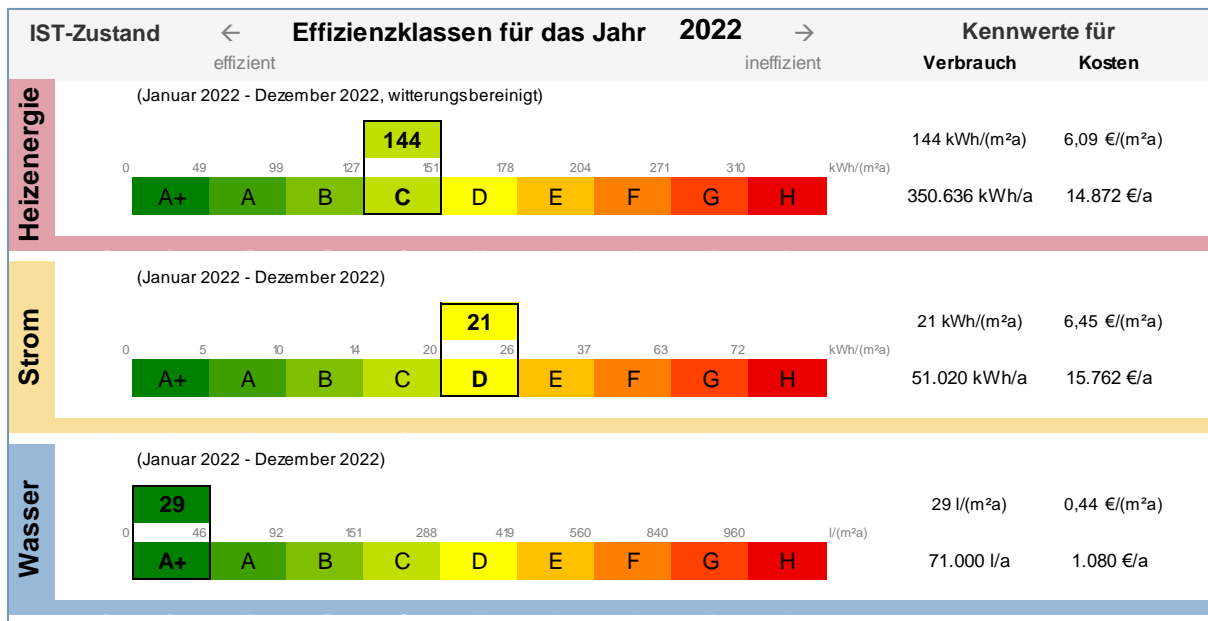 IST-Zustand ← Effizienzklassen für das Jahr 2022 → Kennwerte für
effizient ineffizient Verbrauch Kosten
Heizenergie
(Januar 2022 - Dezember 2022, witterungsbereinigt)
144 144 kWh/(m²a) 6,09 €/(m²a)
0 49 99 127 151 178 204 271 310 kWh/(m²a)
A+ A B C D E F G H 350.636 kWh/a 14.872 €/a
Strom
(Januar 2022 - Dezember 2022)
21 21 kWh/(m²a) 6,45 €/(m²a)
0 5 10 14 20 26 37 63 72 kWh/(m²a)
A+ A B C D E F G H 51.020 kWh/a 15.762 €/a
Wasser
(Januar 2022 - Dezember 2022)
29 29 l/(m²a) 0,44 €/(m²a)
0 46 92 151 288 419 560 840 960 l/(m²a)
A+ A B C D E F G H 71.000 l/a 1.080 €/a